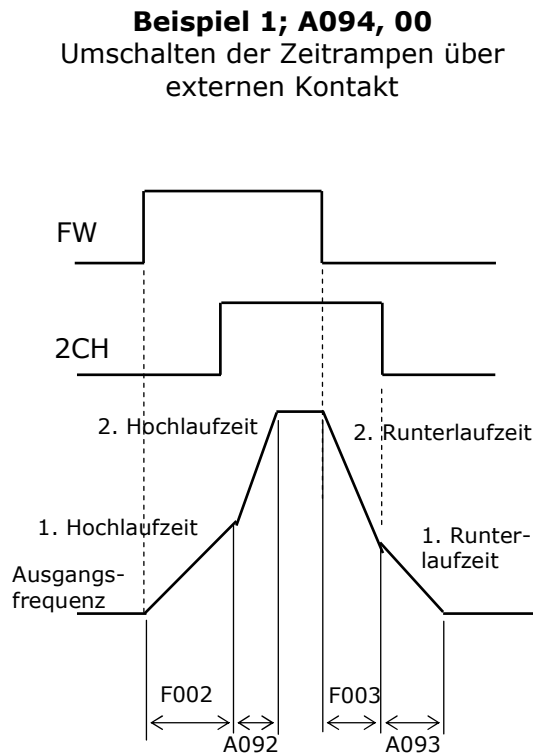 Beispiel 1; A094, 00
Umschalten der Zeitrampen über
externen Kontakt
FW
2CH
2. Hochlaufzeit
2. Runterlaufzeit
1. Hochlaufzeit
1. Runter-
laufzeit
Ausgangs-
frequenz
F002
F003
A092
A093